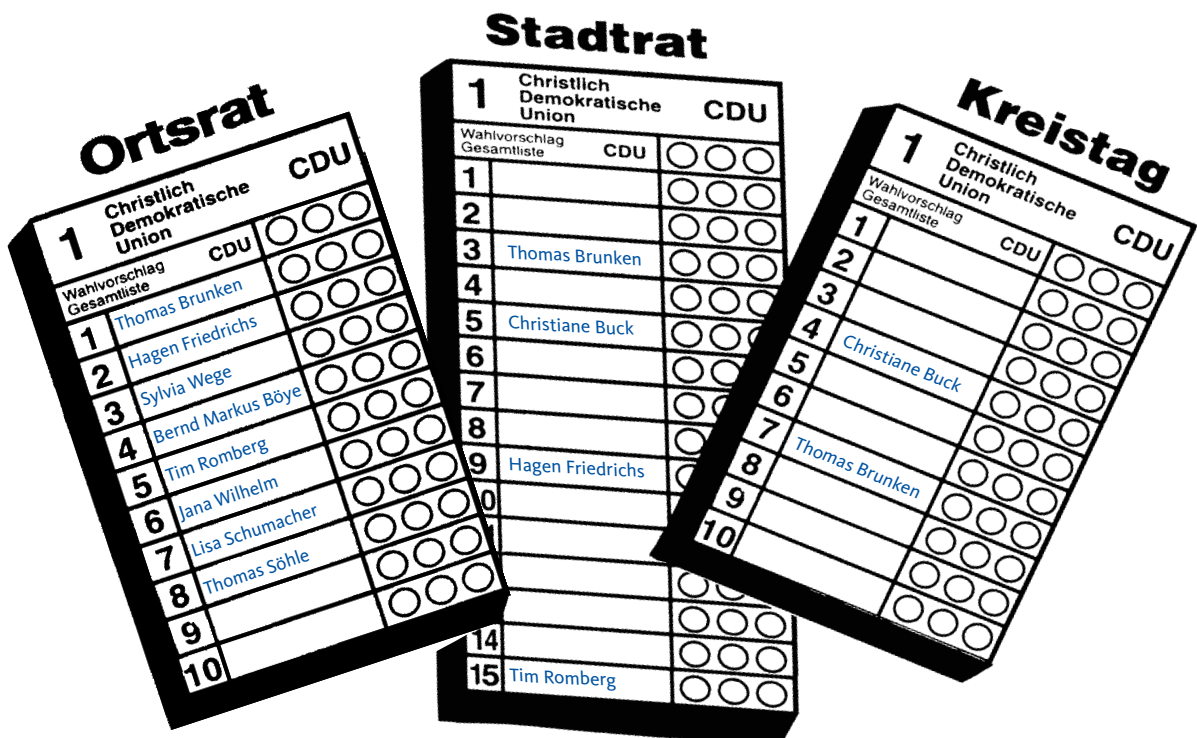 Ortsrat
1 Christlich Demokratische Union CDU
Wahlvorschlag Gesamtliste CDU
1 Thomas Brunken
2 Hagen Friedrichs
3 Sylvia Wege
4 Bernd Markus Böye
5 Tim Romberg
6 Jana Wilhelm
7 Lisa Schumacher
8 Thomas Söhle
9
10
Stadtrat
1 Christlich Demokratische Union CDU
Wahlvorschlag Gesamtliste CDU
1
2
3 Thomas Brunken
4
5 Christiane Buck
6
7
8
9 Hagen Friedrichs
0
14
15 Tim Romberg
Kreistag
1 Christlich Demokratische Union CDU
Wahlvorschlag Gesamtliste CDU
1
2
3
4 Christiane Buck
5
6
7 Thomas Brunken
8
9
10